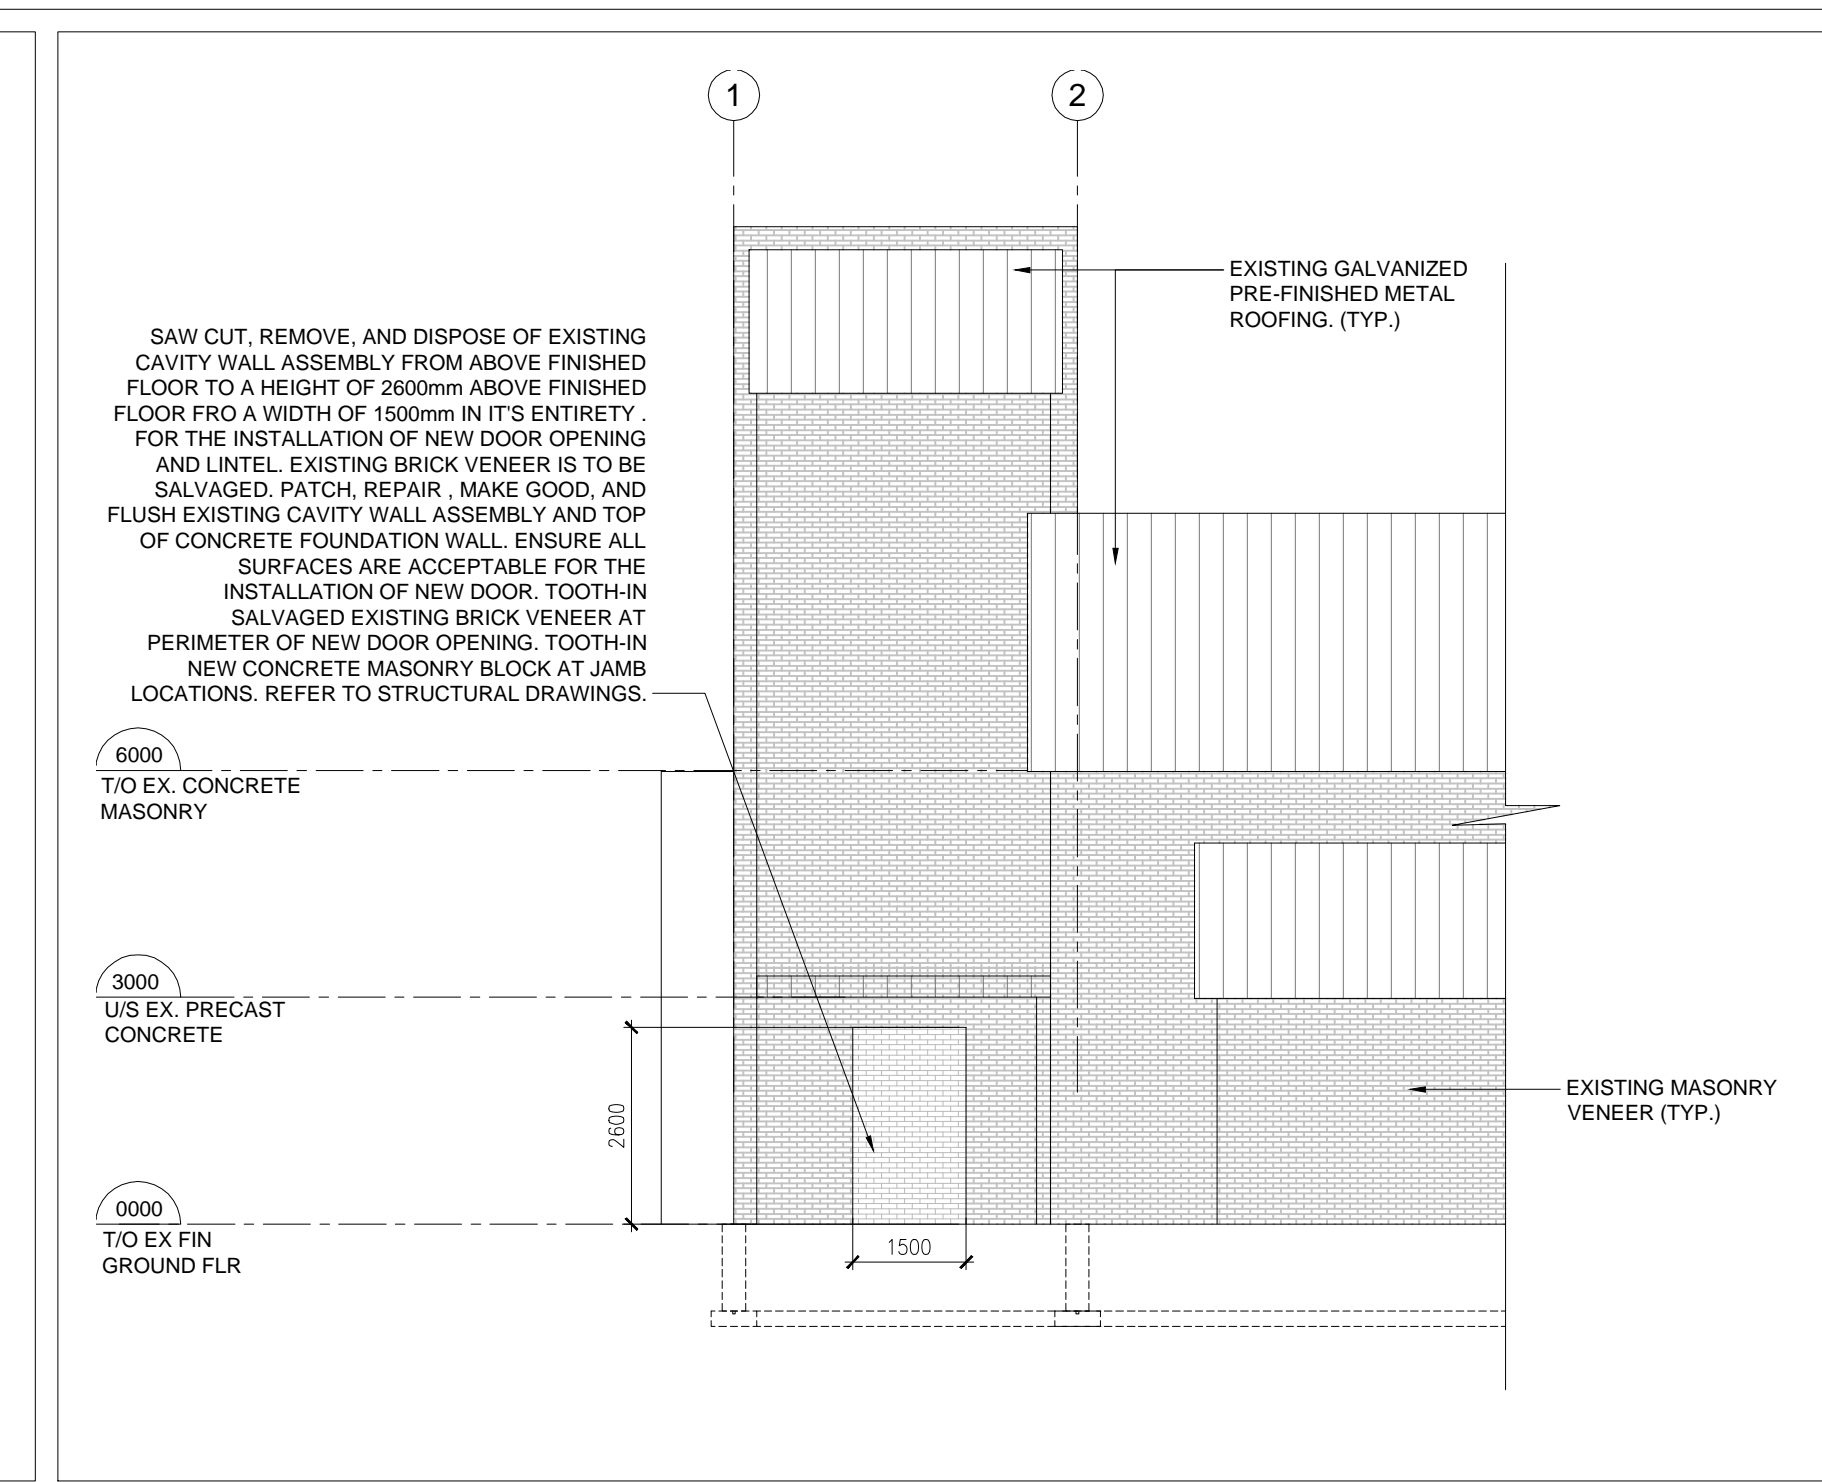 1
2
EXISTING GALVANIZED
PRE-FINISHED METAL
ROOFING. (TYP.)
SAW CUT, REMOVE, AND DISPOSE OF EXISTING
CAVITY WALL ASSEMBLY FROM ABOVE FINISHED
FLOOR TO A HEIGHT OF 2600mm ABOVE FINISHED
FLOOR FRO A WIDTH OF 1500mm IN IT'S ENTIRETY .
FOR THE INSTALLATION OF NEW DOOR OPENING
AND LINTEL. EXISTING BRICK VENEER IS TO BE
SALVAGED. PATCH, REPAIR , MAKE GOOD, AND
FLUSH EXISTING CAVITY WALL ASSEMBLY AND TOP
OF CONCRETE FOUNDATION WALL. ENSURE ALL
SURFACES ARE ACCEPTABLE FOR THE
INSTALLATION OF NEW DOOR. TOOTH-IN
SALVAGED EXISTING BRICK VENEER AT
PERIMETER OF NEW DOOR OPENING. TOOTH-IN
NEW CONCRETE MASONRY BLOCK AT JAMB
LOCATIONS. REFER TO STRUCTURAL DRAWINGS.
6000
T/O EX. CONCRETE
MASONRY
3000
U/S EX. PRECAST
CONCRETE
2600
EXISTING MASONRY
VENEER (TYP.)
0000
T/O EX FIN
GROUND FLR
1500